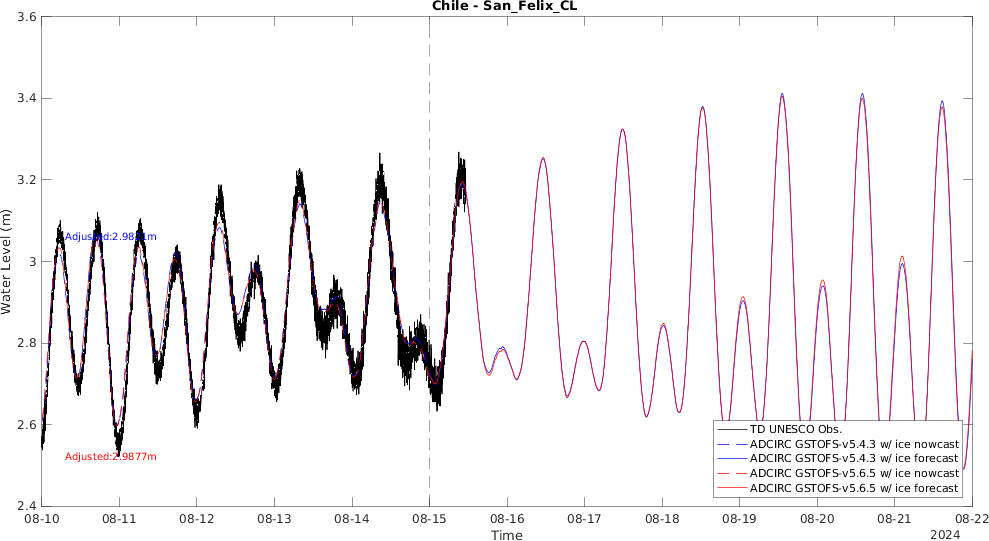 Chile - San_Felix_CL
3.6
3.4
3.2
3
2.8
2.6
2.4
Water Level (m)
Adjusted:2.9881m
Adjusted:2.9877m
TD UNESCO Obs.
ADCIRC GSTOFS-v5.4.3 w/ ice nowcast
ADCIRC GSTOFS-v5.4.3 w/ ice forecast
ADCIRC GSTOFS-v5.6.5 w/ ice nowcast
ADCIRC GSTOFS-v5.6.5 w/ ice forecast
08-10 08-11 08-12 08-13 08-14 08-15 08-16 08-17 08-18 08-19 08-20 08-21 08-22
Time
2024